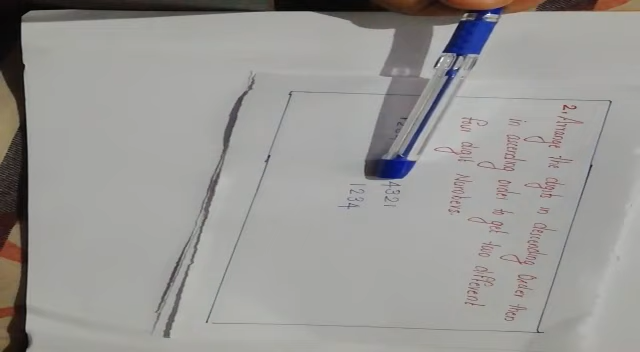 2. Arrange the digits in descending Order then
in ascending order to get two different
four digit Numbers.
4321
1234